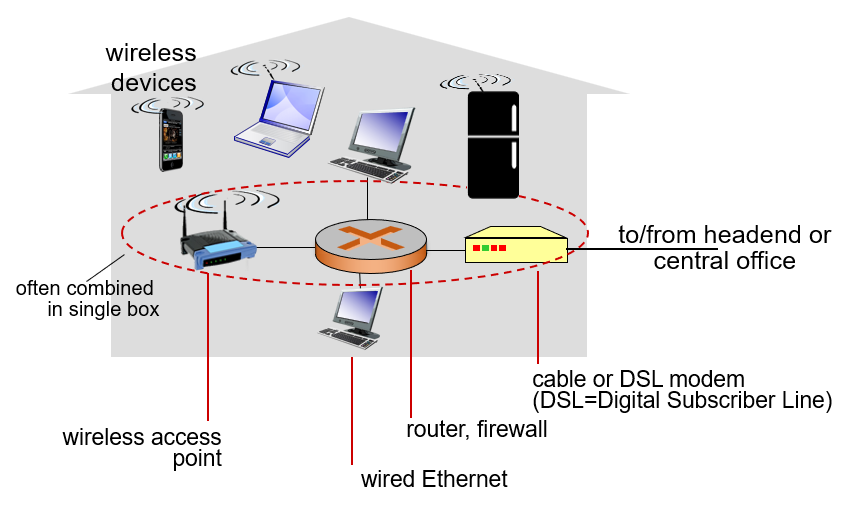 wireless
devices
to/from headend or
central office
often combined
in single box
cable or DSL modem
(DSL=Digital Subscriber Line)
router, firewall
wireless access
point
wired Ethernet